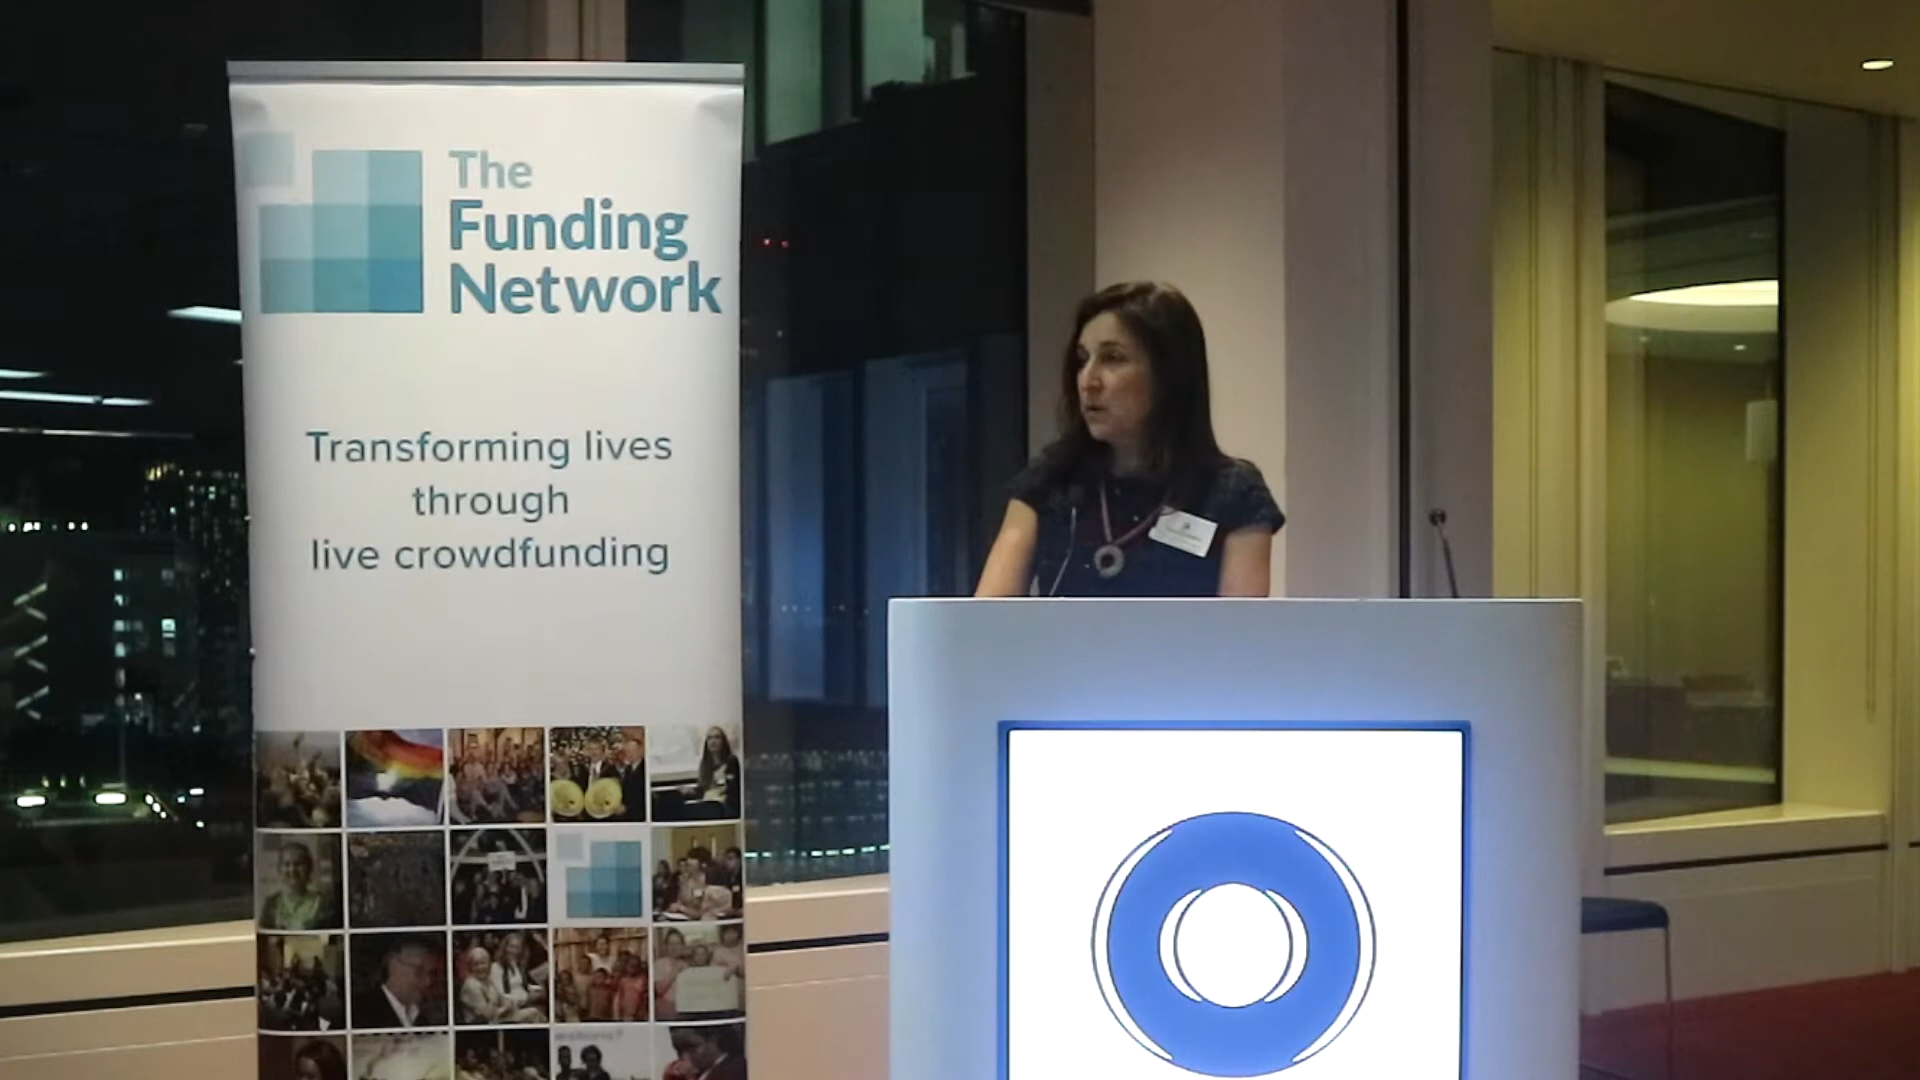 The
Funding
Network
Transforming lives
through
live crowdfunding